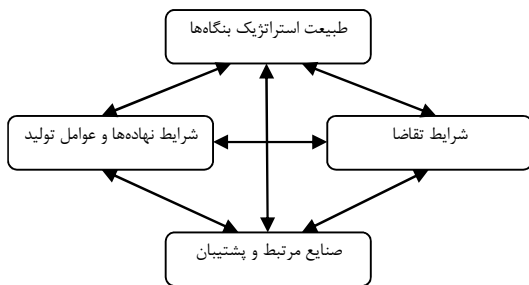 طبیعت استراتژیک بنگاه‌ها
شرایط تقاضا
شرایط نهاده‌ها و عوامل تولید
صنایع مرتبط و پشتیبان